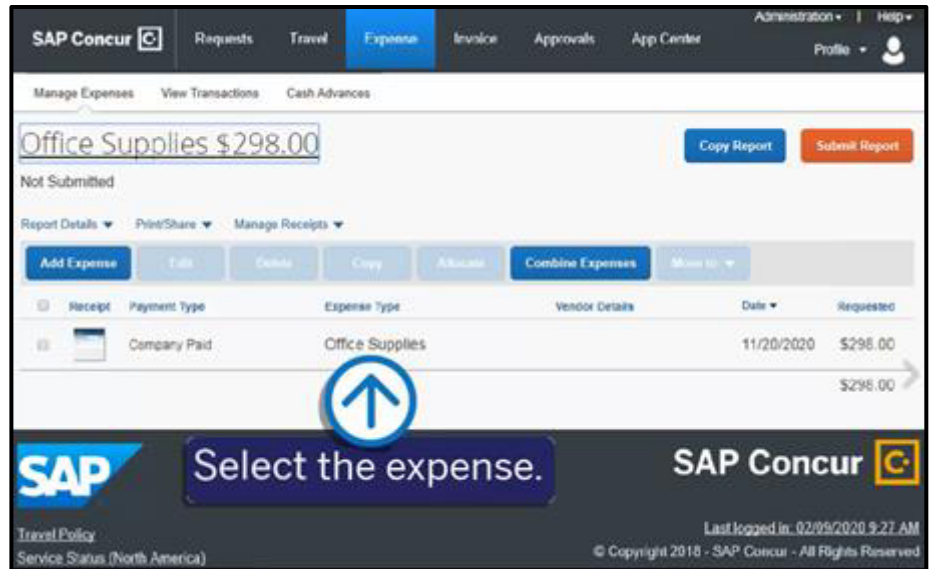 Administration | Help
SAP Concur C Requests Travel Expense Invoice Approvals App Center
Profile
Manage Expenses View Transactions Cash Advances
Office Supplies $298.00
Copy Report Submit Report
Not Submitted
Report Details Print/Share Manage Receipts
Add Expense Edit Delete Copy Allocate Combine Expenses Move to
Receipt Payment Type Expense Type Vendor Details Date Requested
Company Paid Office Supplies 11/20/2020 $298.00
$298.00
Select the expense.
SAP
SAP Concur C
Travel Policy
Last logged in: 02/09/2020 9:27 AM
Service Status (North America)
© Copyright 2018 - SAP Concur - All Rights Reserved